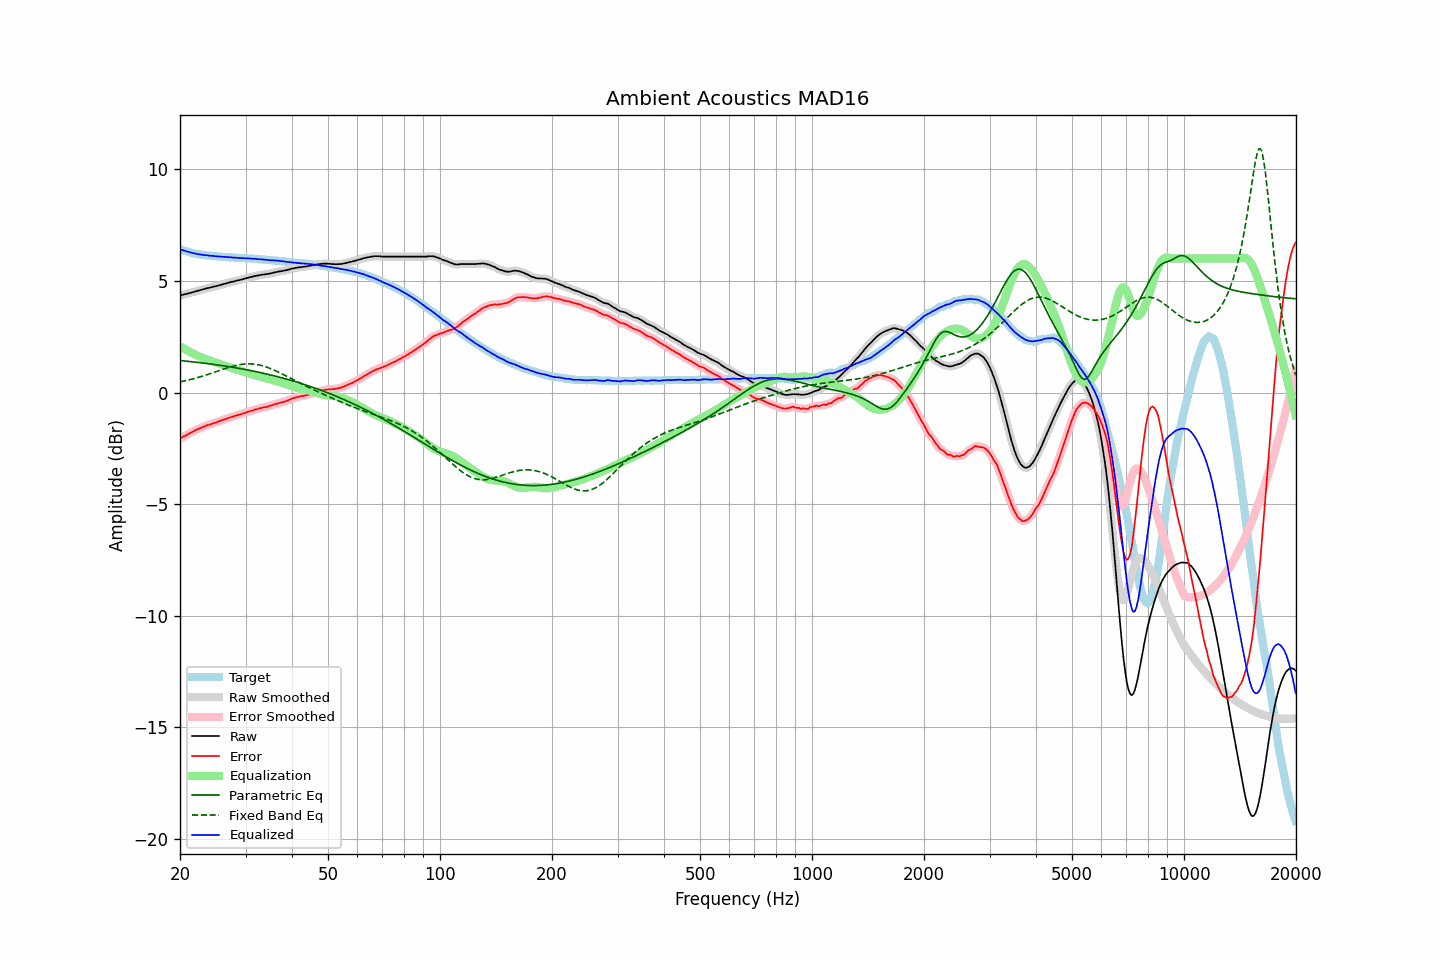 Ambient Acoustics MAD16
10
5
0
−5
−10
−15
−20
Amplitude (dBr)
Target
Raw Smoothed
Error Smoothed
Raw
Error
Equalization
Parametric Eq
Fixed Band Eq
Equalized
20 50 100 200 500 1000 2000 5000 10000 20000
Frequency (Hz)